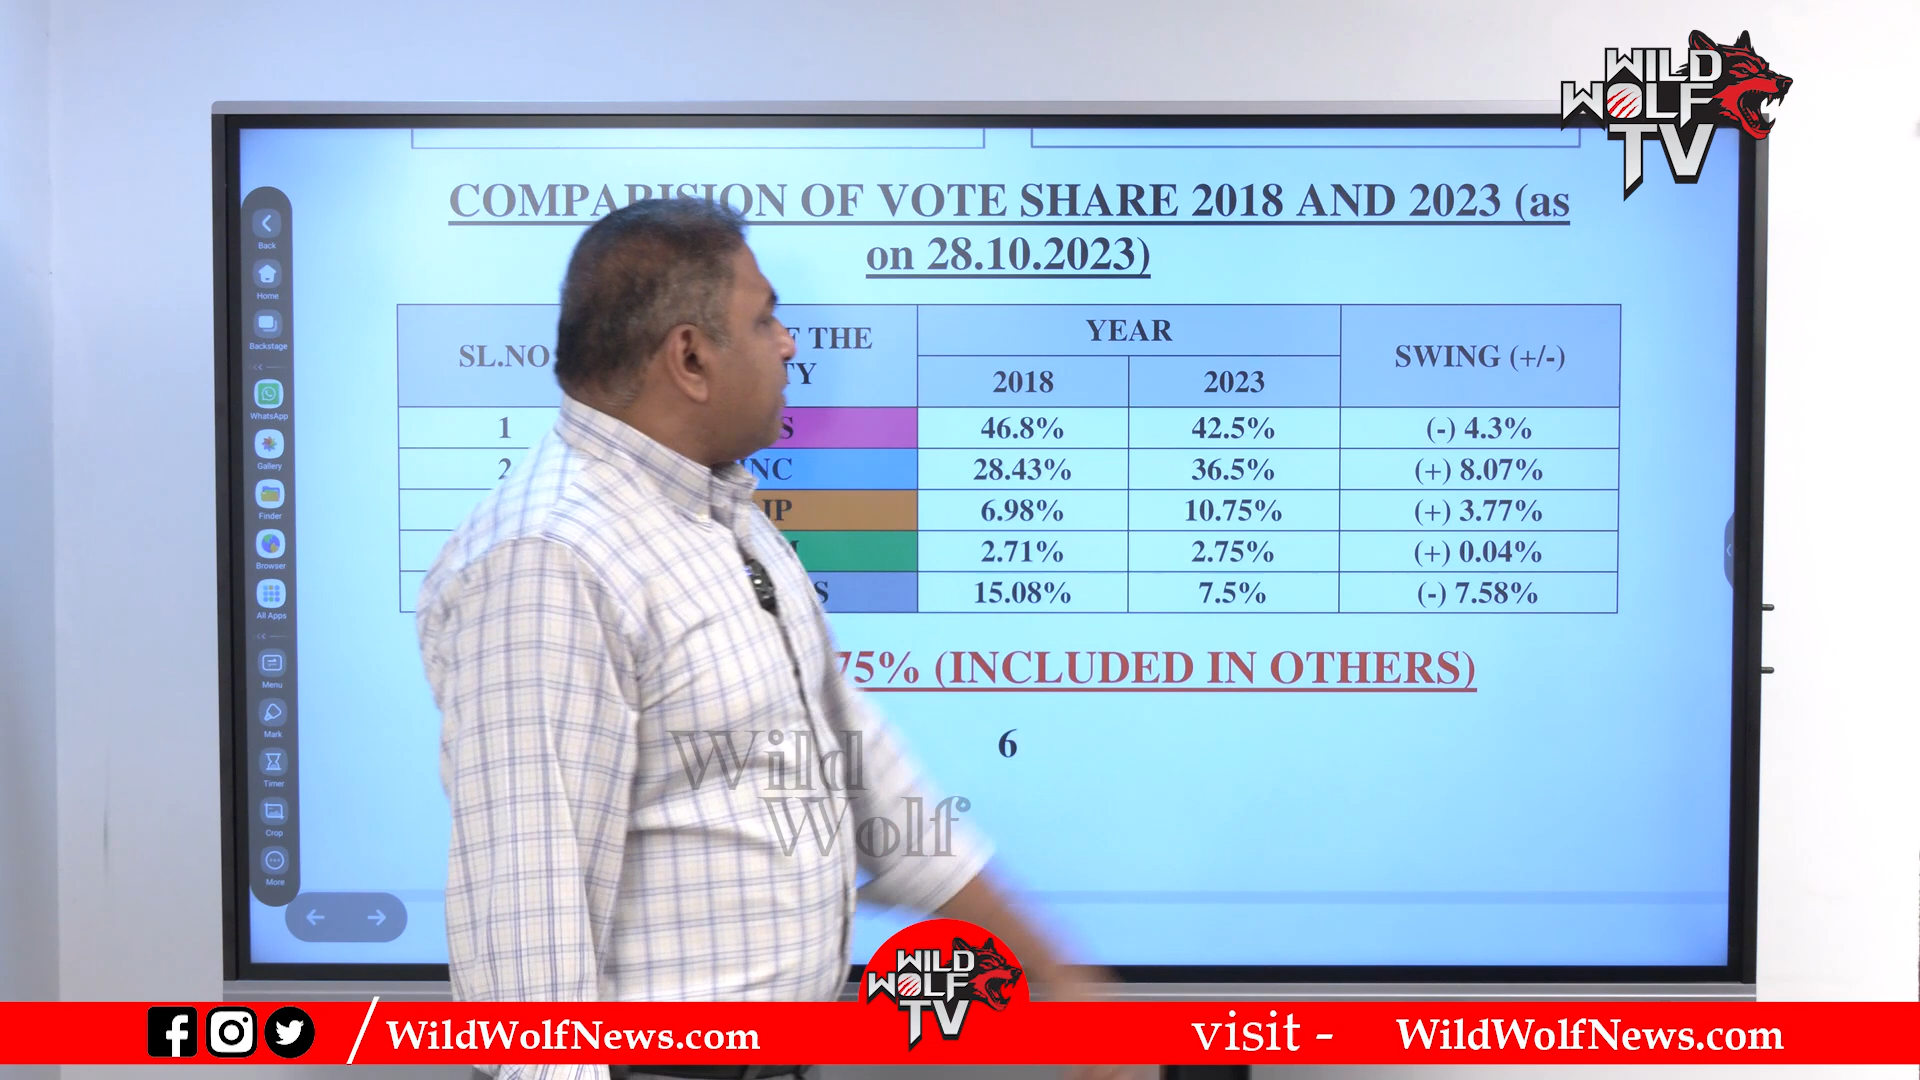 WILD
WOLF
TV
COMPARISION OF VOTE SHARE 2018 AND 2023 (as
on 28.10.2023)
SL.NO THE YEAR SWING (+/-)
2018 2023
1 46.8% 42.5% (-) 4.3%
2 INC 28.43% 36.5% (+) 8.07%
6.98% 10.75% (+) 3.77%
2.71% 2.75% (+) 0.04%
15.08% 7.5% (-) 7.58%
75% (INCLUDED IN OTHERS)
6
Back
Home
Backstage
WhatsApp
Gallery
Finder
Browser
All Apps
Menu
Mark
Timer
Crop
More
Wild
Wolf
WILD
WOLF
TV
WildWolfNews.com
visit - WildWolfNews.com